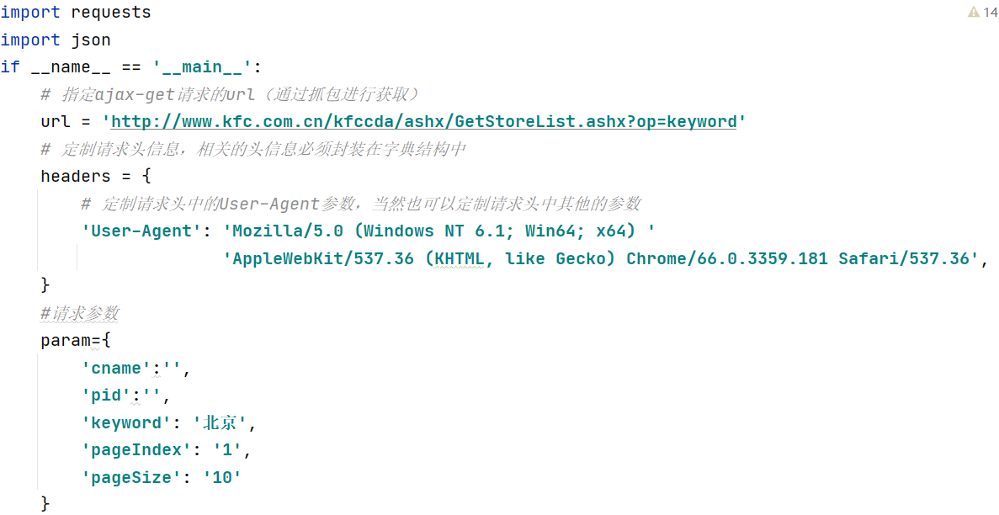 import requests
14
import json
if __name__ == '__main__':
    # 指定ajax-get请求的url（通过抓包进行获取）
    url = 'http://www.kfc.com.cn/kfccda/ashx/GetStoreList.ashx?op=keyword'
    # 定制请求头信息，相关的头信息必须封装在字典结构中
    headers = {
        # 定制请求头中的User-Agent参数，当然也可以定制请求头中其他的参数
        'User-Agent': 'Mozilla/5.0 (Windows NT 6.1; Win64; x64) '
                      'AppleWebKit/537.36 (KHTML, like Gecko) Chrome/66.0.3359.181 Safari/537.36',
    }
    #请求参数
    param={
        'cname':'',
        'pid':'',
        'keyword': '北京',
        'pageIndex': '1',
        'pageSize': '10'
    }